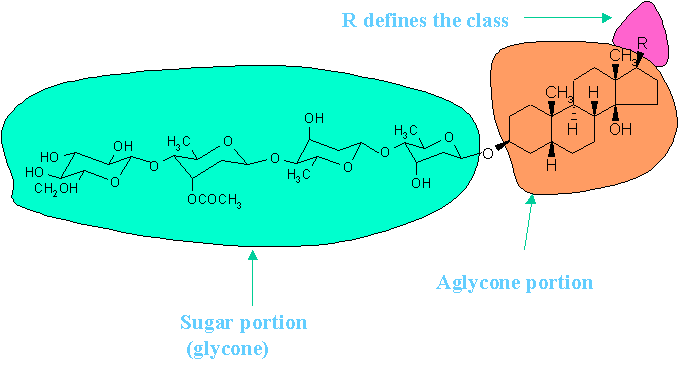 R defines the class
R
CH₃
CH₃
H
H
OH
H
O
OH
OH
HO
HO
CH₂OH
O
O
H₃C
O
OCOCH₃
O
OH
H₃C
O
O
H₃C
O
OH
Aglycone portion
Sugar portion
(glycone)